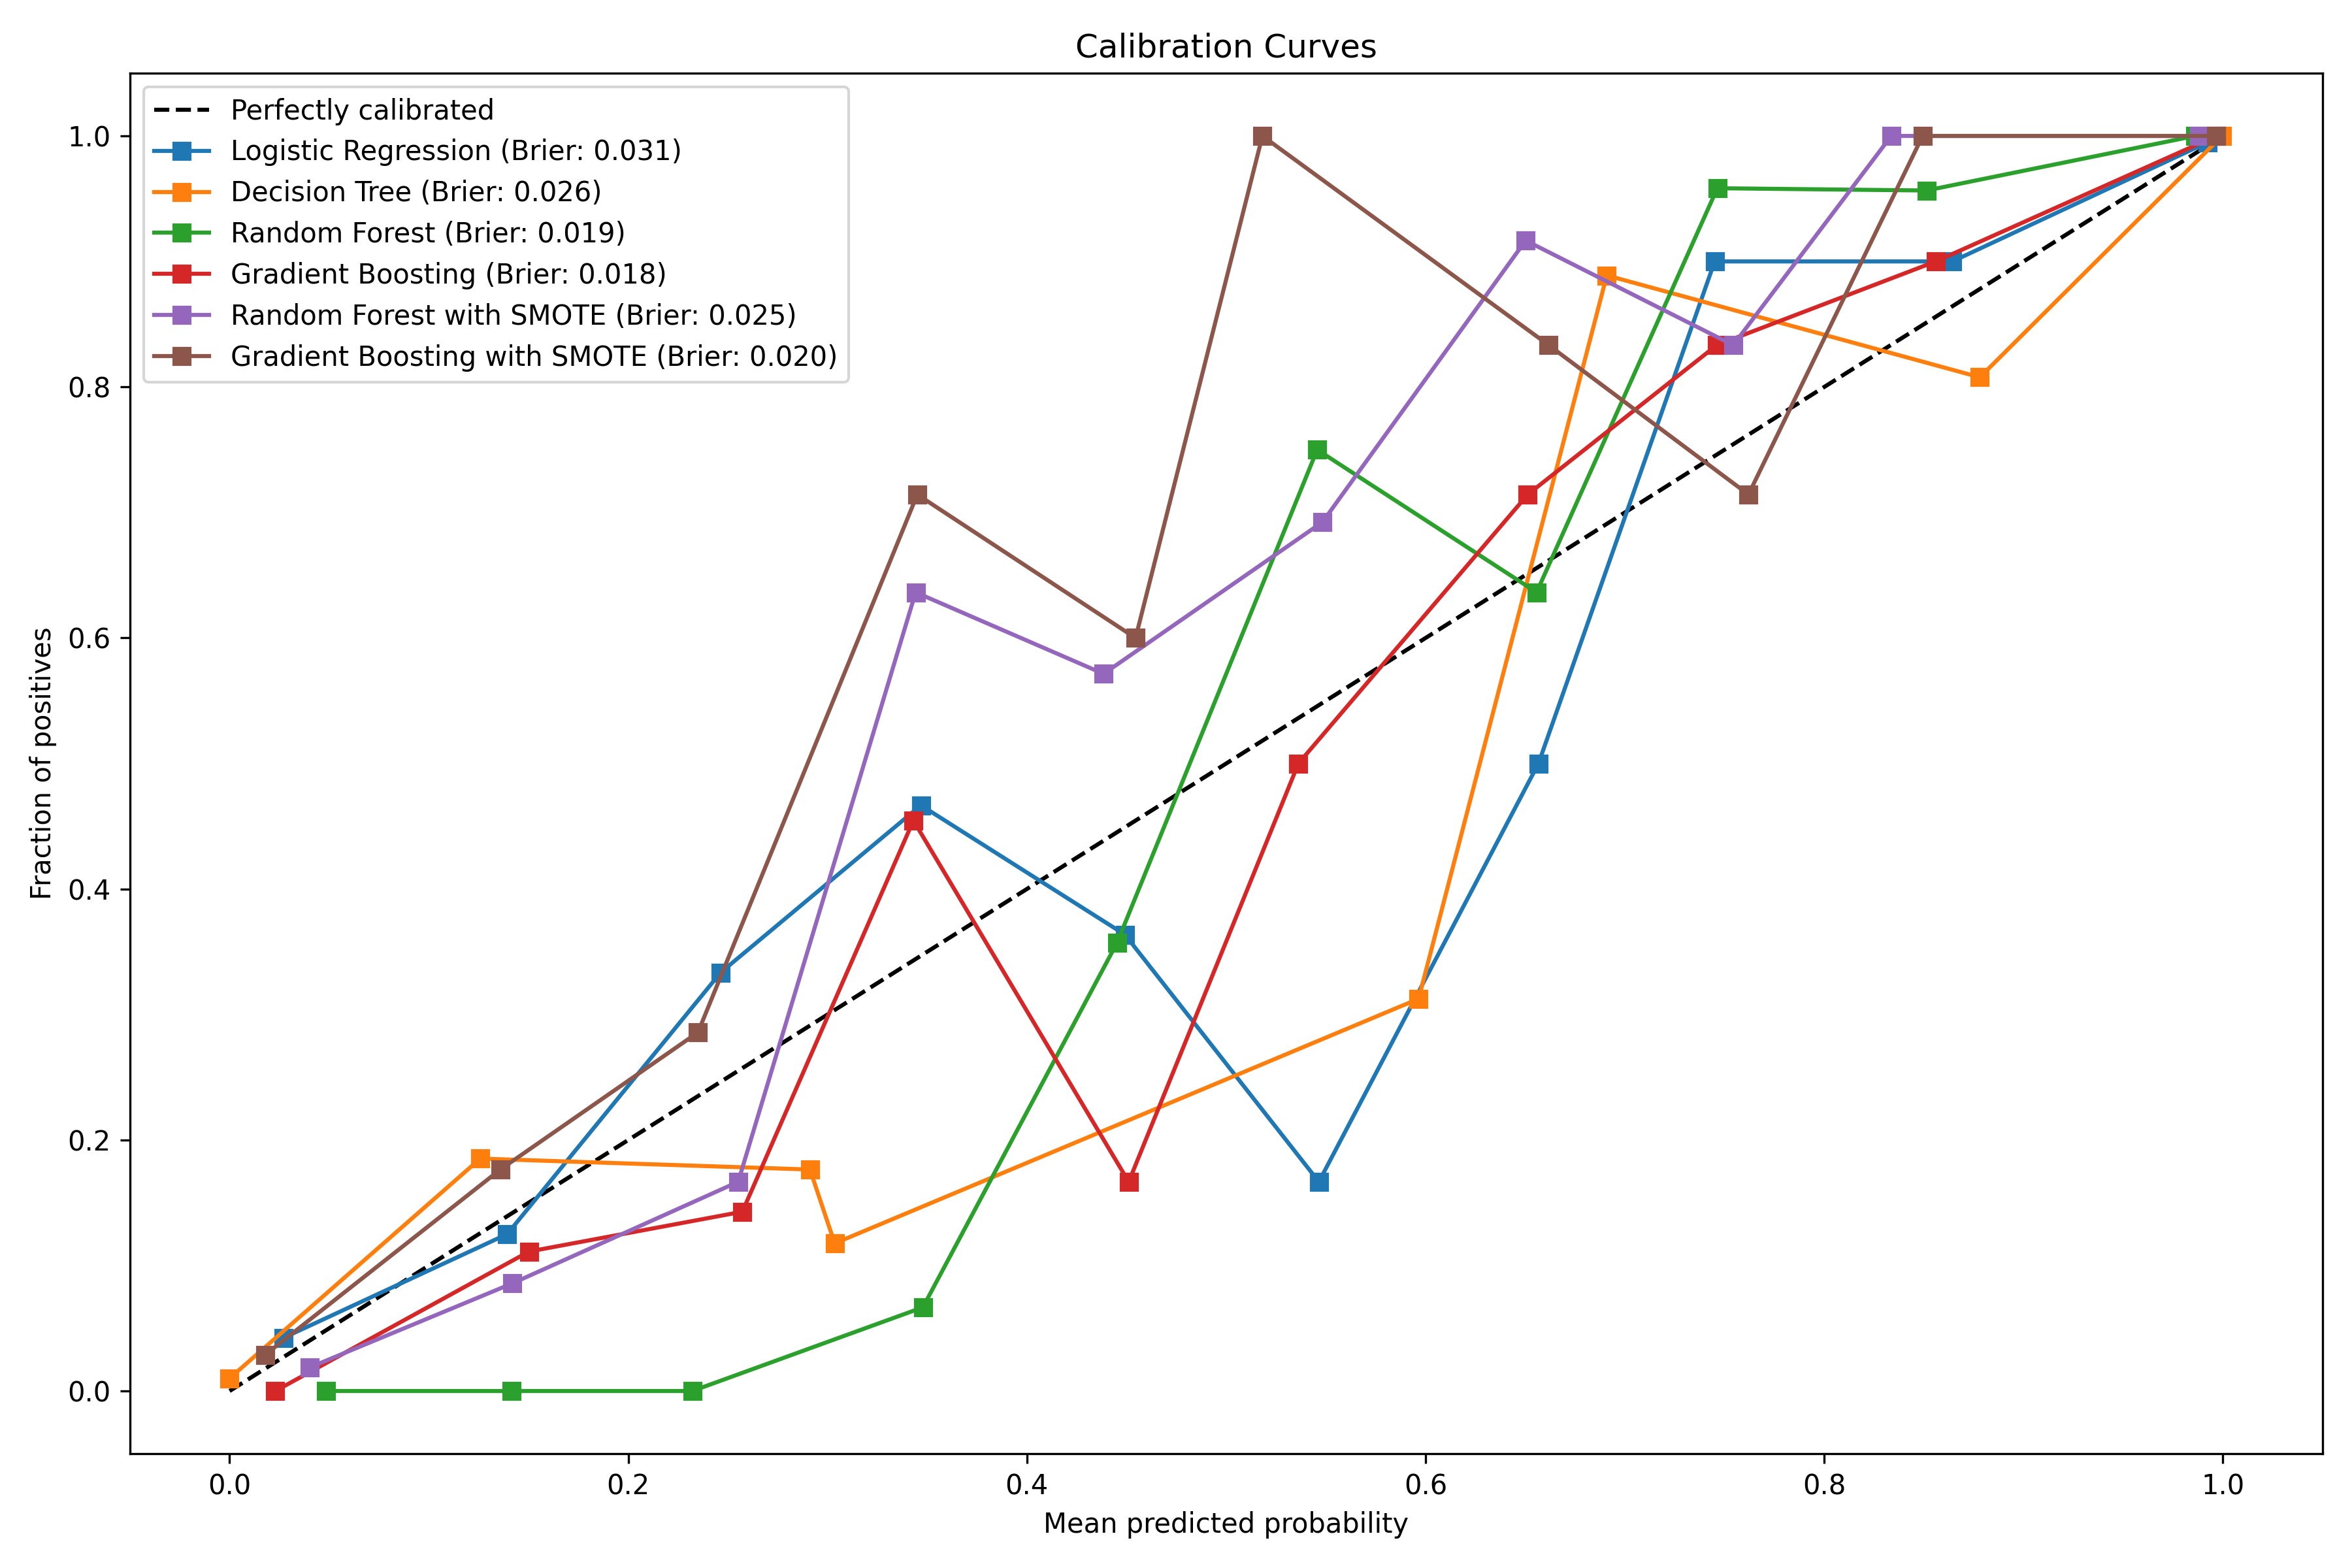 Calibration Curves
Perfectly calibrated
Logistic Regression (Brier: 0.031)
Decision Tree (Brier: 0.026)
Random Forest (Brier: 0.019)
Gradient Boosting (Brier: 0.018)
Random Forest with SMOTE (Brier: 0.025)
Gradient Boosting with SMOTE (Brier: 0.020)
Fraction of positives
1.0
0.8
0.6
0.4
0.2
0.0
0.0 0.2 0.4 0.6 0.8 1.0
Mean predicted probability